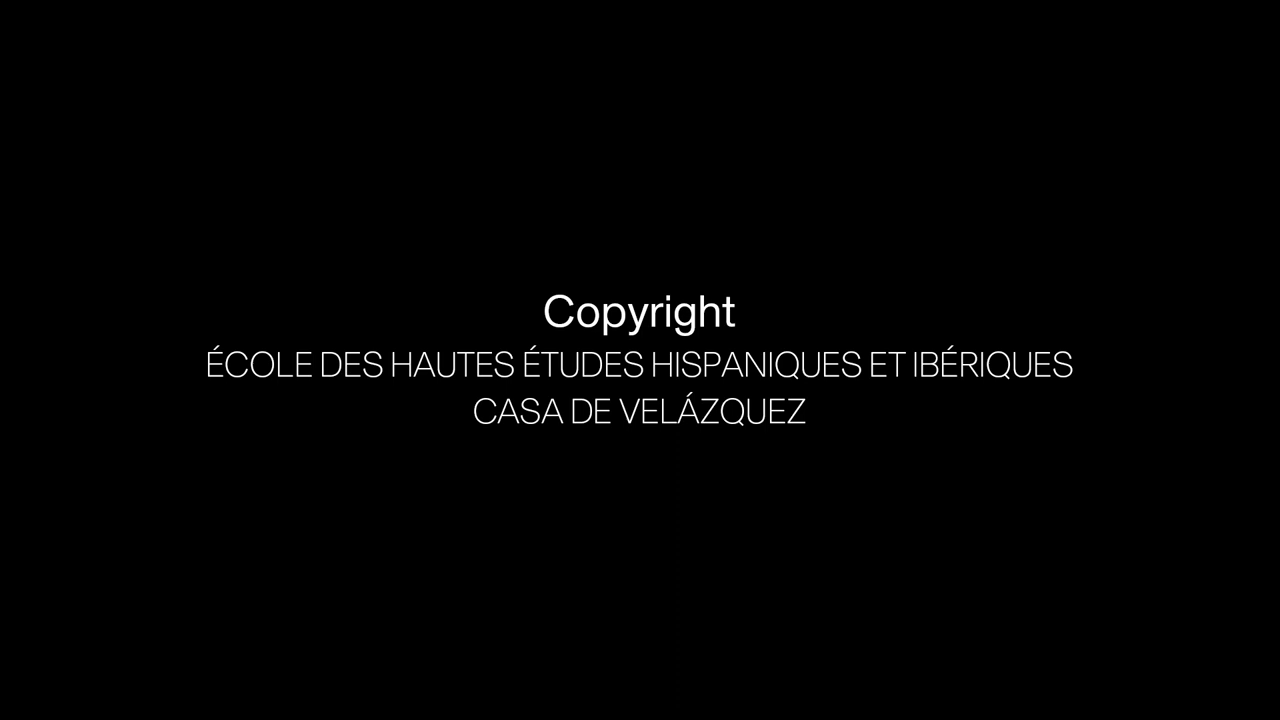 Copyright
ÉCOLE DES HAUTES ÉTUDES HISPANIQUES ET IBÉRIQUES
CASA DE VELÁZQUEZ